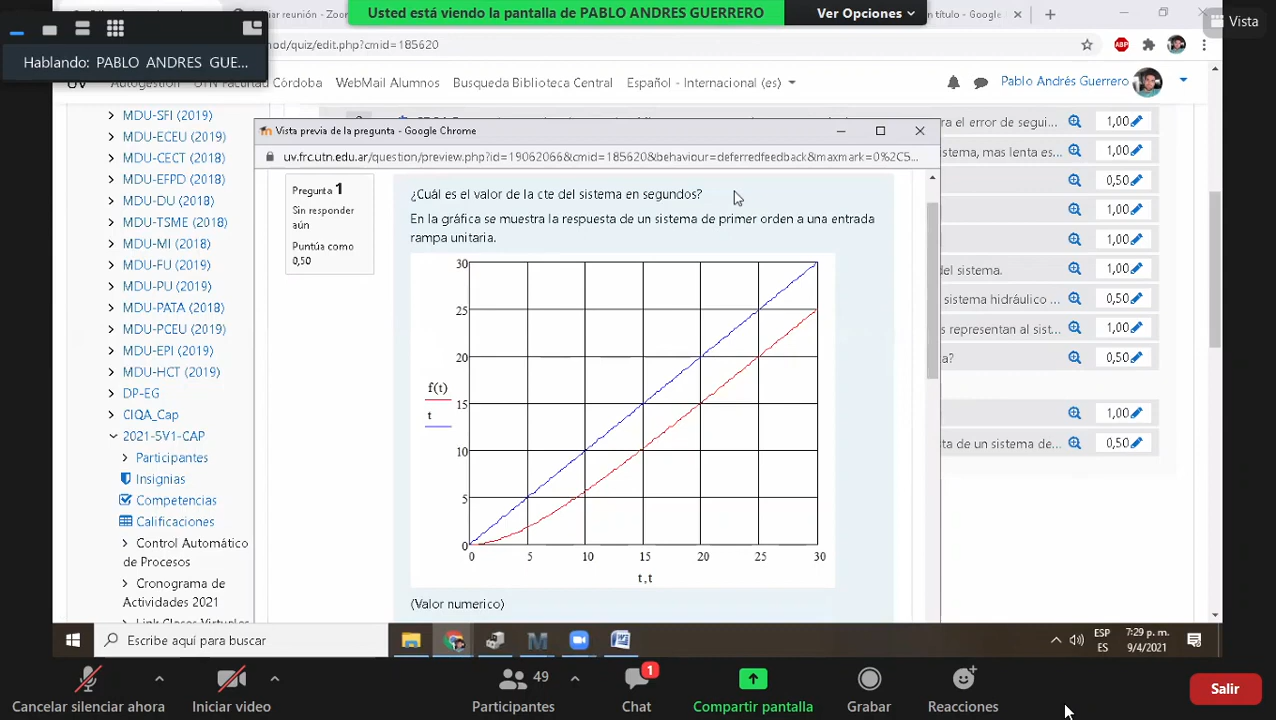 Usted está viendo la pantalla de PABLO ANDRES GUERRERO
Ver Opciones
Vista
Hablando: PABLO ANDRES GUE...
nod/quiz/edit.php?cmid=185620
ABP
UV
Autogestión
UTN Facultad Córdoba
WebMail Alumnos
Busqueda Biblioteca Central
Español - Internacional (es)
Pablo Andrés Guerrero
MDU-SFI (2019)
MDU-ECEU (2019)
MDU-CECT (2018)
MDU-EFPD (2019)
MDU-DU (2019)
MDU-TSME (2019)
MDU-MI (2018)
MDU-FU (2019)
MDU-PU (2019)
MDU-PATA (2018)
MDU-PCEU (2019)
MDU-EPI (2019)
MDU-HCT (2019)
DP-EG
CIQA_Cap
2021-5V1-CAP
Participantes
Insignias
Competencias
Calificaciones
Control Automático
de Procesos
Cronograma de
Actividades 2021
Link Clases Virtuales
Vista previa de la pregunta - Google Chrome
uv.frc.utn.edu.ar/question/preview.php?id=19062066&cmid=185620&behaviour=deferredfeedback&maxmark=0%2C5...
Pregunta 1
Sin responder
aún
Puntúa como
0,50
¿Cuál es el valor de la cte del sistema en segundos?
En la gráfica se muestra la respuesta de un sistema de primer orden a una entrada
rampa unitaria.
30
25
20
15
10
5
0
f(t)
t
0 5 10 15 20 25 30
t,t
(Valor numerico)
ra el error de segui... 1,00
sistema mas lenta es... 1,00
0,50
1,00
1,00
del sistema. 1,00
sistema hidráulico ... 0,50
s representan al sist... 1,00
a? 0,50
1,00
ta de un sistema de... 0,50
Escribe aquí para buscar
ESP
ES
7:29 p. m.
9/4/2021
Cancelar silenciar ahora
Iniciar video
49
Participantes
1
Chat
Compartir pantalla
Grabar
Reacciones
Salir